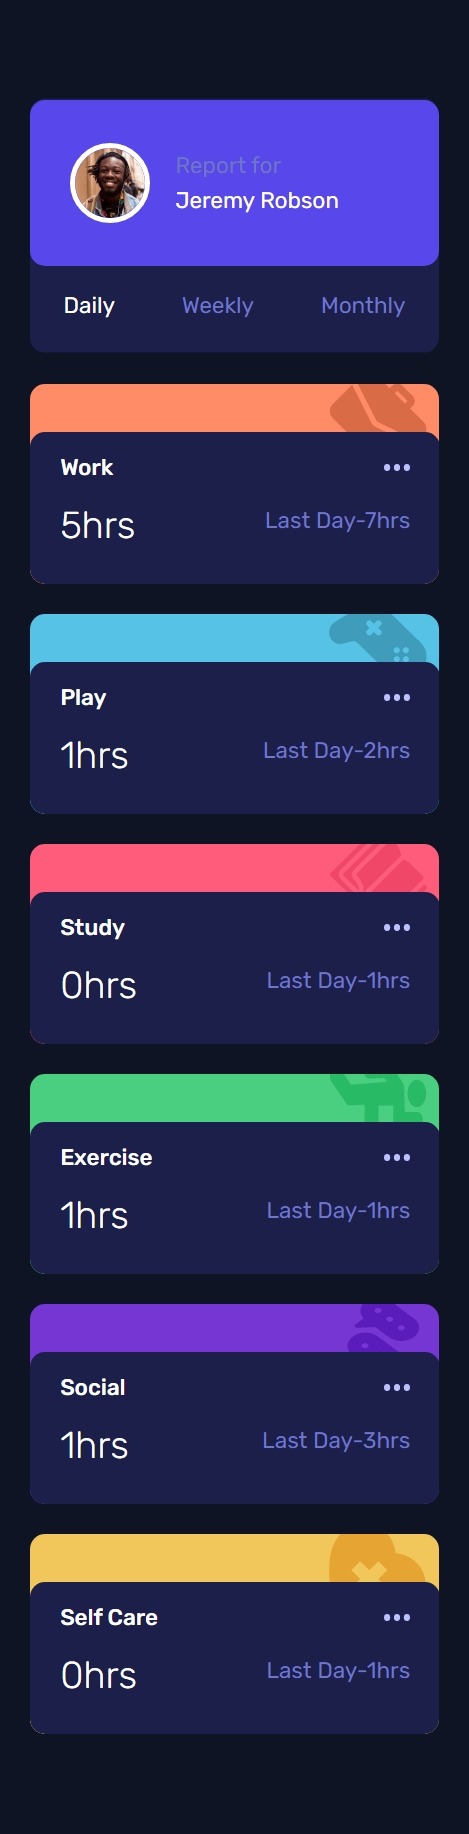 Report for
Jeremy Robson
Daily Weekly Monthly
Work
5hrs Last Day-7hrs
Play
1hrs Last Day-2hrs
Study
0hrs Last Day-1hrs
Exercise
1hrs Last Day-1hrs
Social
1hrs Last Day-3hrs
Self Care
0hrs Last Day-1hrs